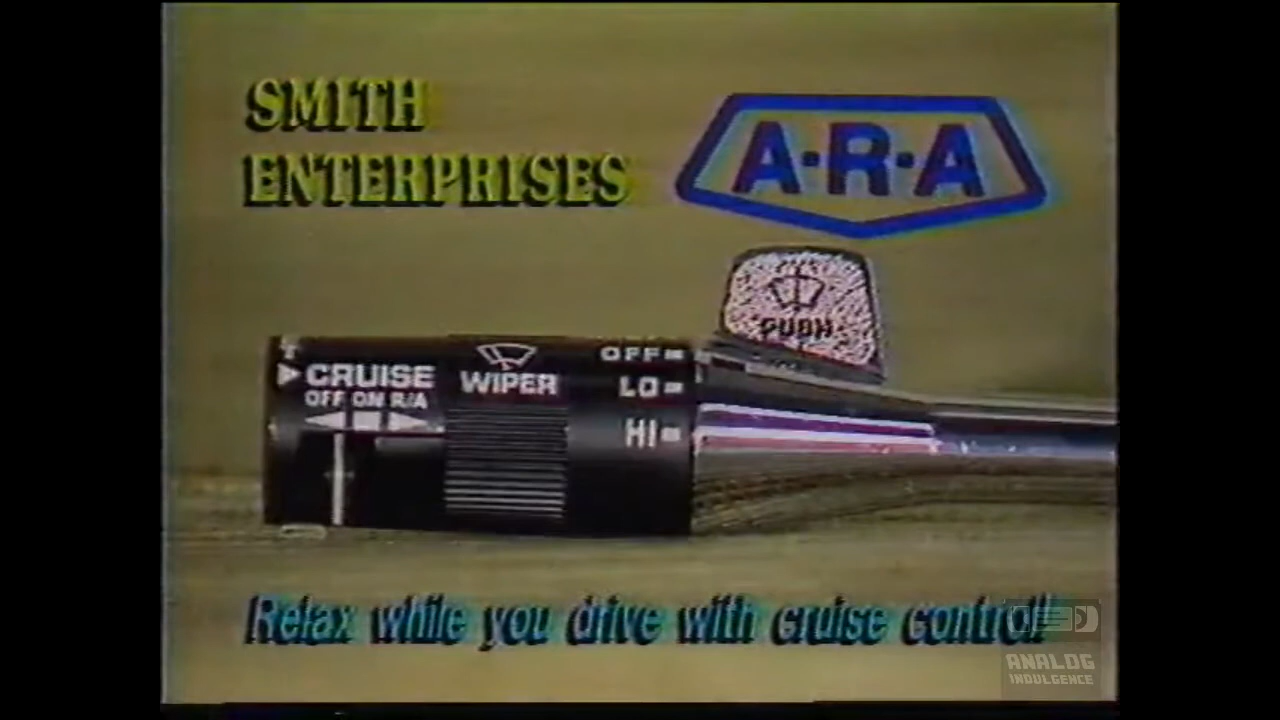 SMITH
ENTERPRISES
A·R·A
PUSH
CRUISE
OFF ON R/A
WIPER
OFF
LO
HI
Relax while you drive with cruise control!
ANALOG
INDULGENCE